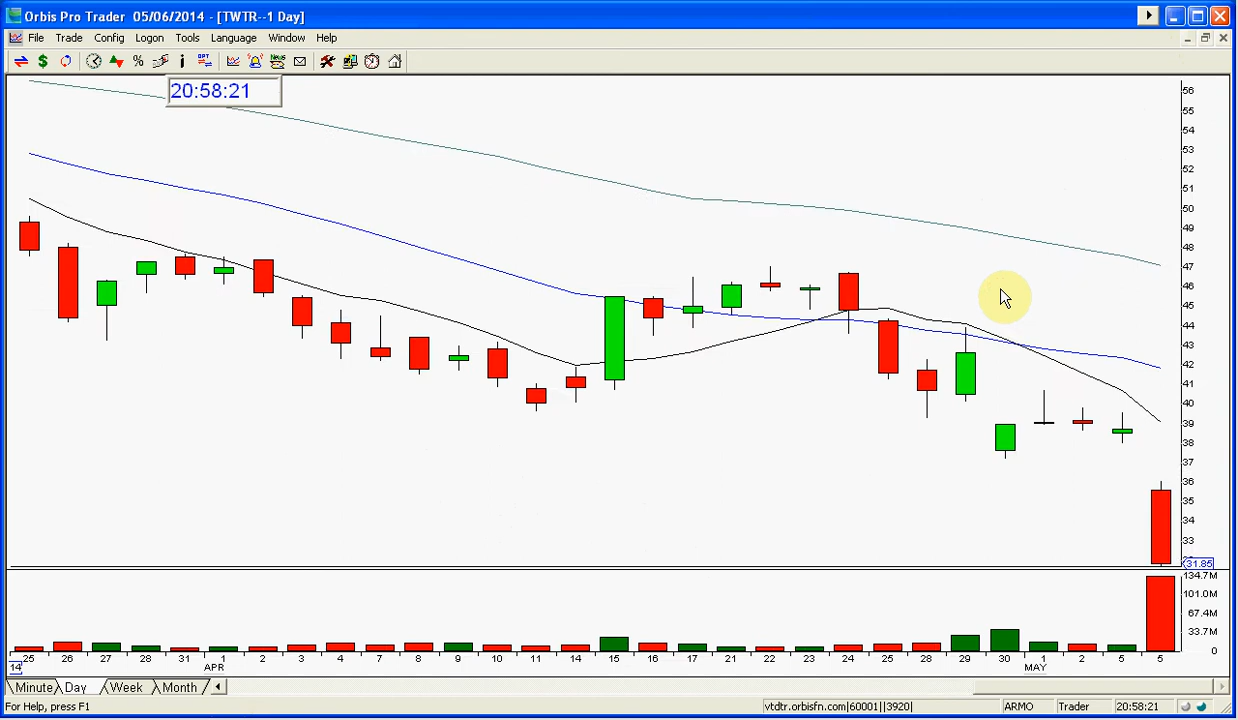 Orbis Pro Trader 05/06/2014 - [TWTR--1 Day]
File Trade Config Logon Tools Language Window Help
20:58:21
56
55
54
53
52
51
50
49
48
47
46
45
44
43
42
41
40
39
38
37
36
35
34
33
31.85
134.7M
101.0M
67.4M
33.7M
0
25 26 27 28 31 1 2 3 4 7 8 9 10 11 14 15 16 17 21 22 23 24 25 28 29 30 1 2 5 5
14 APR MAY
Minute Day Week Month
For Help, press F1 vtdtr.orbisfn.com|60001||3920| ARMO Trader 20:58:21